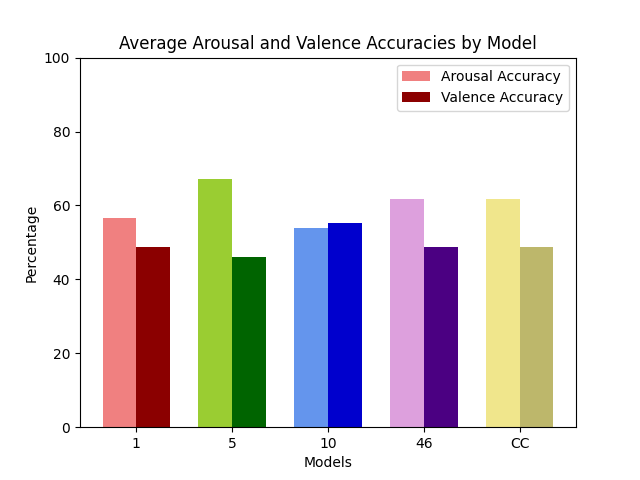 Average Arousal and Valence Accuracies by Model
100
80
60
40
20
0
Percentage
Arousal Accuracy
Valence Accuracy
1 5 10 46 CC
Models